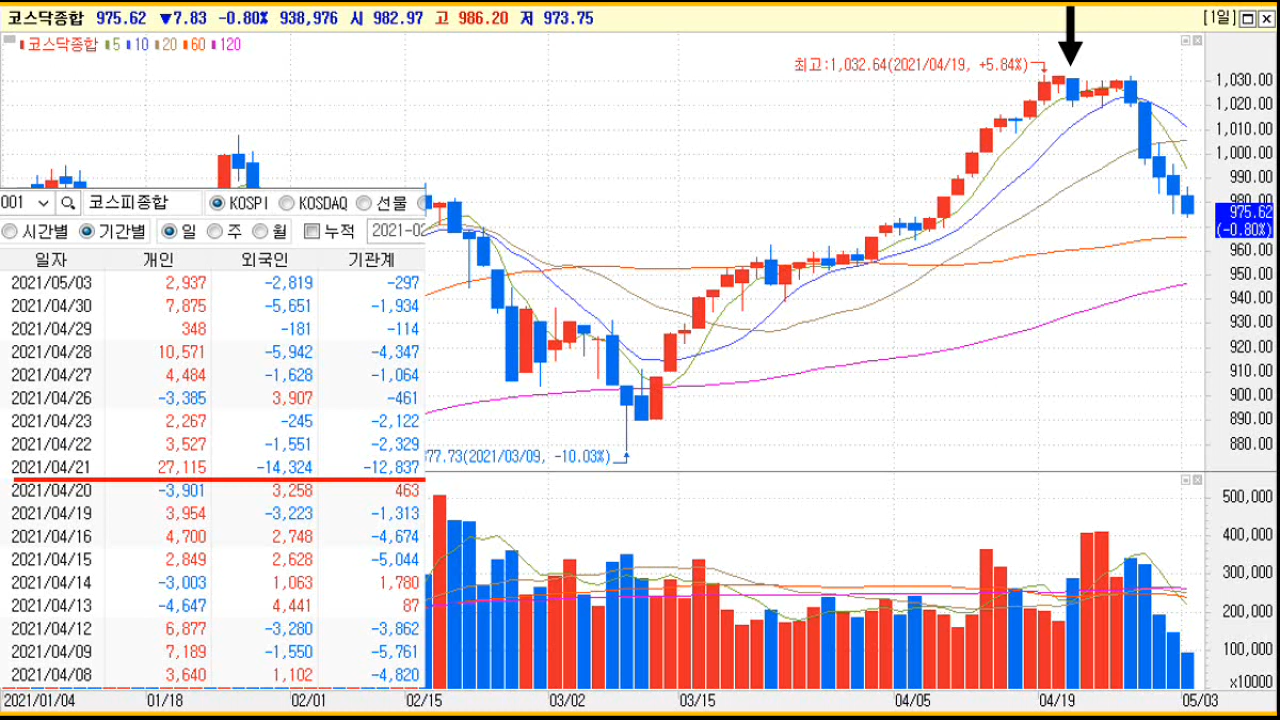 코스닥종합 975.62 ▼7.83 -0.80% 938,976 시 982.97 고 986.20 저 973.75 [1일]
코스닥종합 5 10 20 60 120
최고:1,032.64(2021/04/19, +5.84%)
1,030.00
1,020.00
1,010.00
1,000.00
990.00
980.00
975.62
(-0.80%)
960.00
950.00
940.00
930.00
920.00
910.00
900.00
890.00
880.00
877.73(2021/03/09, -10.03%)
001 코스피종합 KOSPI KOSDAQ 선물
시간별 기간별 일 주 월 누적
일자 개인 외국인 기관계
2021/05/03 2,937 -2,819 -297
2021/04/30 7,875 -5,651 -1,934
2021/04/29 348 -181 -114
2021/04/28 10,571 -5,942 -4,347
2021/04/27 4,484 -1,628 -1,064
2021/04/26 -3,385 3,907 -461
2021/04/23 2,267 -245 -2,122
2021/04/22 3,527 -1,551 -2,329
2021/04/21 27,115 -14,324 -12,837
2021/04/20 -3,901 3,258 463
2021/04/19 3,954 -3,223 -1,313
2021/04/16 4,700 2,748 -4,674
2021/04/15 2,849 2,628 -5,044
2021/04/14 -3,003 1,063 1,780
2021/04/13 -4,647 4,441 87
2021/04/12 6,877 -3,280 -3,862
2021/04/09 7,189 -1,550 -5,761
2021/04/08 3,640 1,102 -4,820
500,000
400,000
300,000
200,000
100,000
x10000
2021/01/04 01/18 02/01 02/15 03/02 03/15 04/05 04/19 05/03